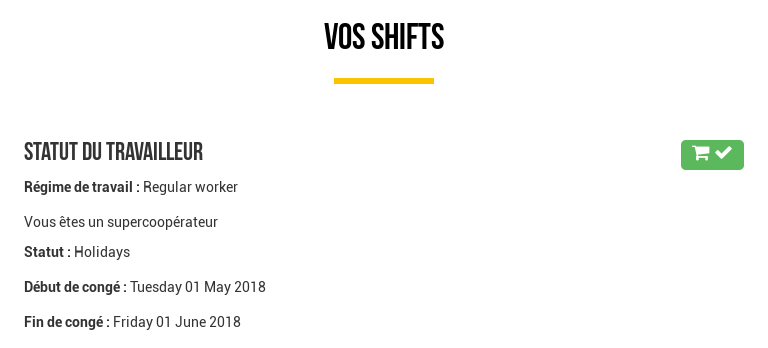 VOS SHIFTS
STATUT DU TRAVAILLEUR
Régime de travail : Regular worker
Vous êtes un supercoopérateur
Statut : Holidays
Début de congé : Tuesday 01 May 2018
Fin de congé : Friday 01 June 2018